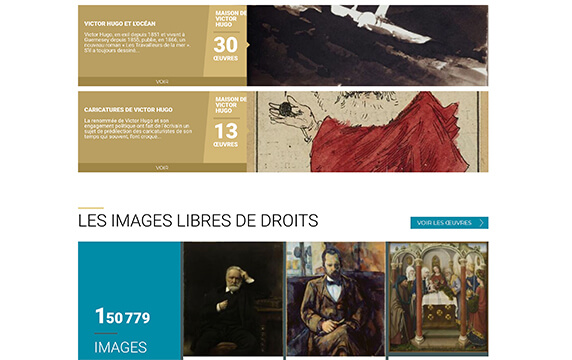 VICTOR HUGO ET L'OCÉAN
Victor Hugo, en exil depuis 1851 et vivant à
Guernesey depuis 1855, publie, en 1866, un
nouveau roman « Les Travailleurs de la mer ».
S'il a toujours dessiné...
MAISON DE
VICTOR
HUGO
30
ŒUVRES
VOIR
CARICATURES DE VICTOR HUGO
La renommée de Victor Hugo et son
engagement politique ont fait de l'écrivain un
sujet de prédilection des caricaturistes de son
temps qui souvent, font croque...
MAISON DE
VICTOR
HUGO
13
ŒUVRES
VOIR
LES IMAGES LIBRES DE DROITS
VOIR LES ŒUVRES
150 779
IMAGES